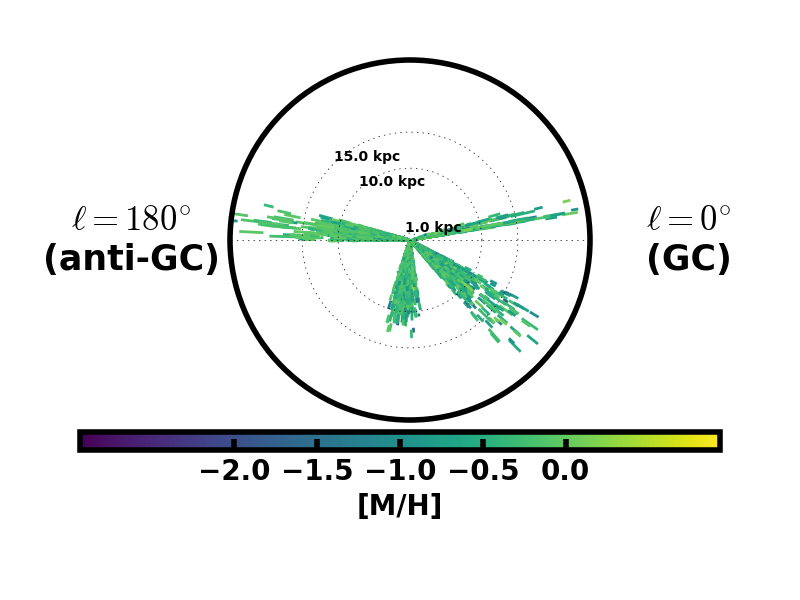 15.0 kpc
10.0 kpc
1.0 kpc
ℓ = 180°
(anti-GC)
ℓ = 0°
(GC)
−2.0 −1.5 −1.0 −0.5 0.0
[M/H]